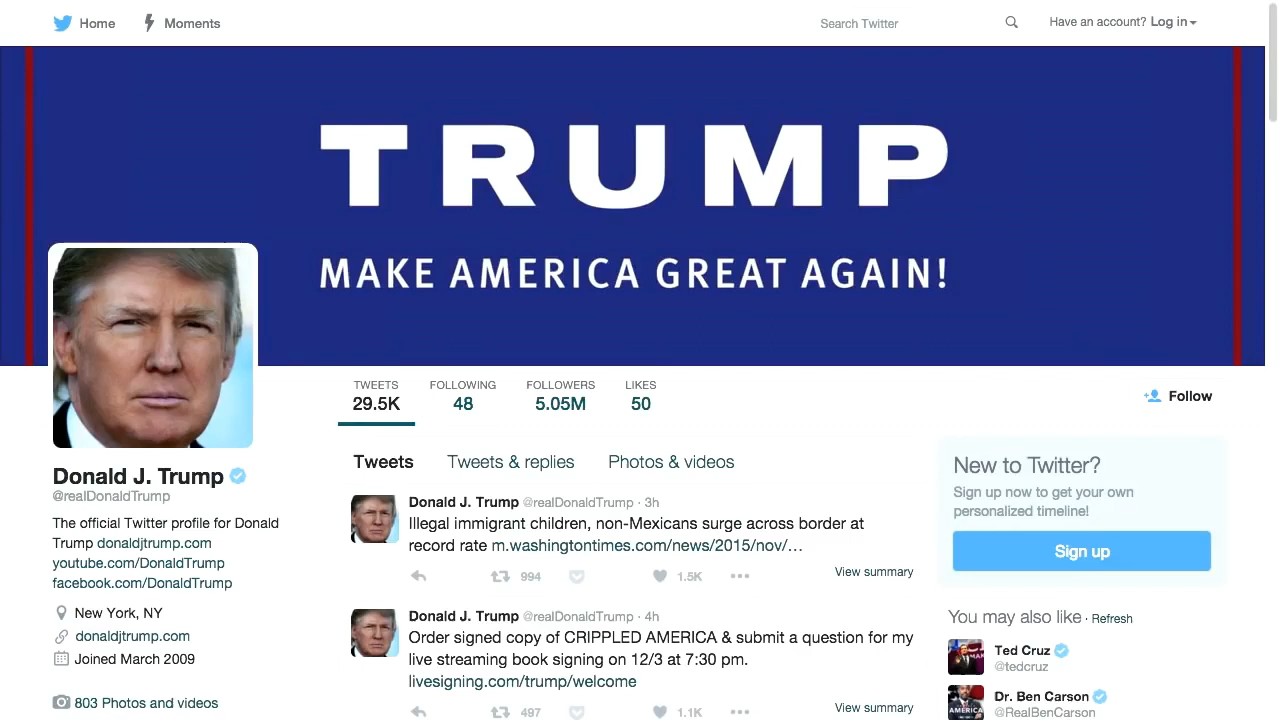 Home
Moments
Search Twitter
Have an account? Log in
TRUMP
MAKE AMERICA GREAT AGAIN!
TWEETS
29.5K
FOLLOWING
48
FOLLOWERS
5.05M
LIKES
50
Follow
Donald J. Trump
@realDonaldTrump
The official Twitter profile for Donald
Trump donaldjtrump.com
youtube.com/DonaldTrump
facebook.com/DonaldTrump
New York, NY
donaldjtrump.com
Joined March 2009
803 Photos and videos
Tweets
Tweets & replies
Photos & videos
Donald J. Trump @realDonaldTrump · 3h
Illegal immigrant children, non-Mexicans surge across border at
record rate m.washingtontimes.com/news/2015/nov/…
994
1.5K
View summary
Donald J. Trump @realDonaldTrump · 4h
Order signed copy of CRIPPLED AMERICA & submit a question for my
live streaming book signing on 12/3 at 7:30 pm.
livesigning.com/trump/welcome
497
1.1K
View summary
New to Twitter?
Sign up now to get your own
personalized timeline!
Sign up
You may also like · Refresh
Ted Cruz
@tedcruz
Dr. Ben Carson
@RealBenCarson
AMERICA